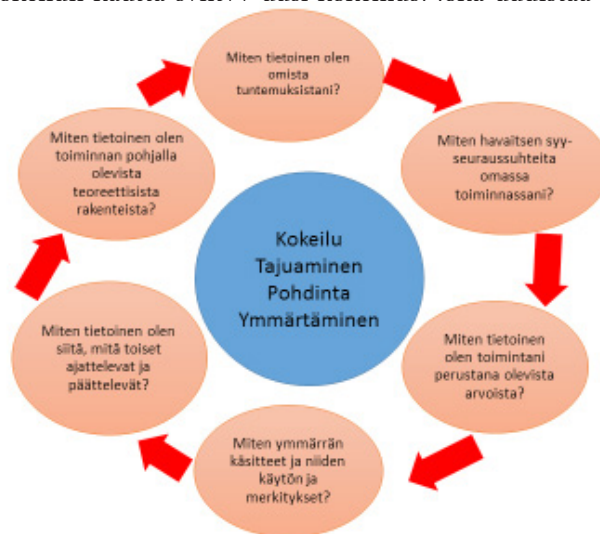 Miten tietoinen olen
omista
tuntemuksistani?
Miten havaitsen syy-
seuraussuhteita
omassa
toiminnassani?
Miten tietoinen
olen toimintani
perustana olevista
arvoista?
Miten ymmärrän
käsitteet ja niiden
käytön ja
merkitykset?
Miten tietoinen olen
siitä, mitä toiset
ajattelevat ja
päättelevät?
Miten tietoinen olen
toiminnan pohjalla
olevista
teoreettisista
rakenteista?
Kokeilu
Tajuaminen
Pohdinta
Ymmärtäminen